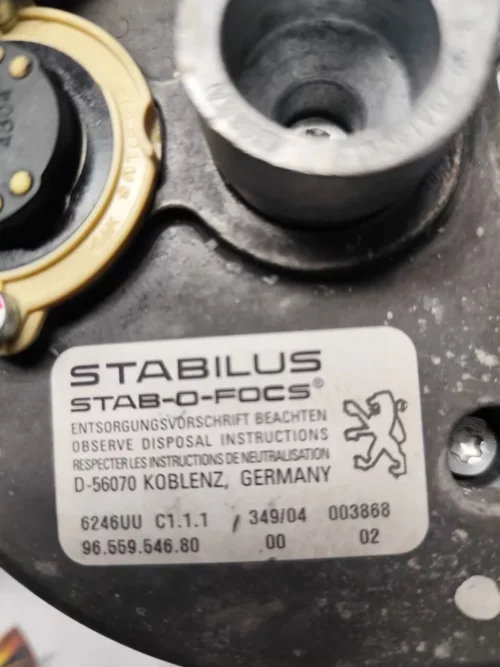 4304
STABILUS
STAB-O-FOCS®
ENTSORGUNGSVORSCHRIFT BEACHTEN
OBSERVE DISPOSAL INSTRUCTIONS
RESPECTER LES INSTRUCTIONS DE NEUTRALISATION
D-56070 KOBLENZ, GERMANY
6246UU C1.1.1 , 349/04 003868
96.559.546.80 00 02